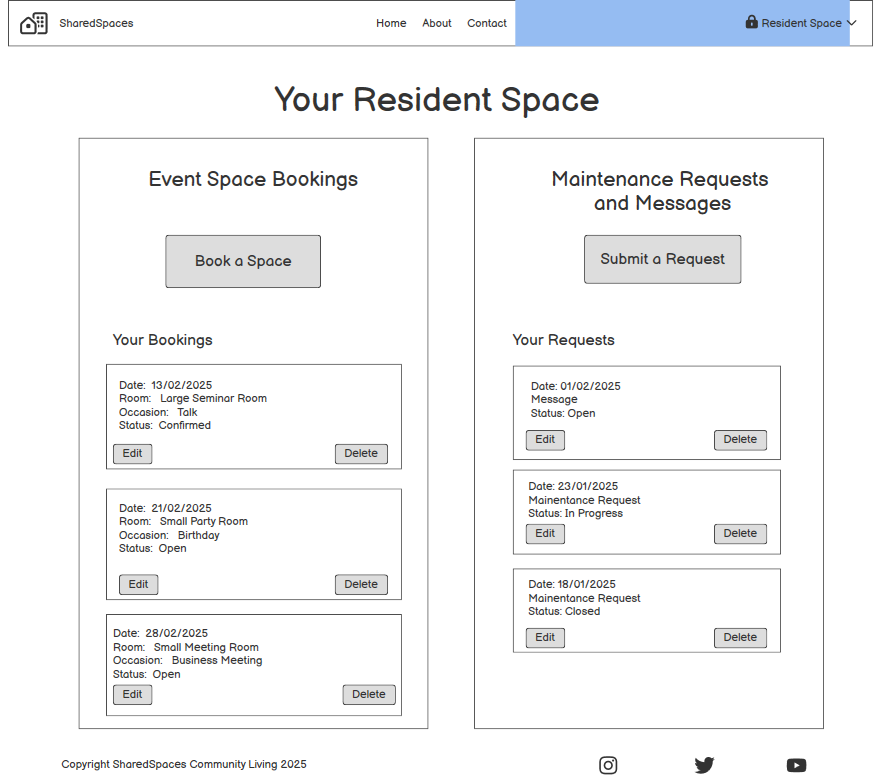 SharedSpaces
Home About Contact
Resident Space
Your Resident Space
Event Space Bookings
Book a Space
Your Bookings
Date: 13/02/2025
Room: Large Seminar Room
Occasion: Talk
Status: Confirmed
Edit Delete
Date: 21/02/2025
Room: Small Party Room
Occasion: Birthday
Status: Open
Edit Delete
Date: 28/02/2025
Room: Small Meeting Room
Occasion: Business Meeting
Status: Open
Edit Delete
Maintenance Requests
and Messages
Submit a Request
Your Requests
Date: 01/02/2025
Message
Status: Open
Edit Delete
Date: 23/01/2025
Mainentance Request
Status: In Progress
Edit Delete
Date: 18/01/2025
Mainentance Request
Status: Closed
Edit Delete
Copyright SharedSpaces Community Living 2025